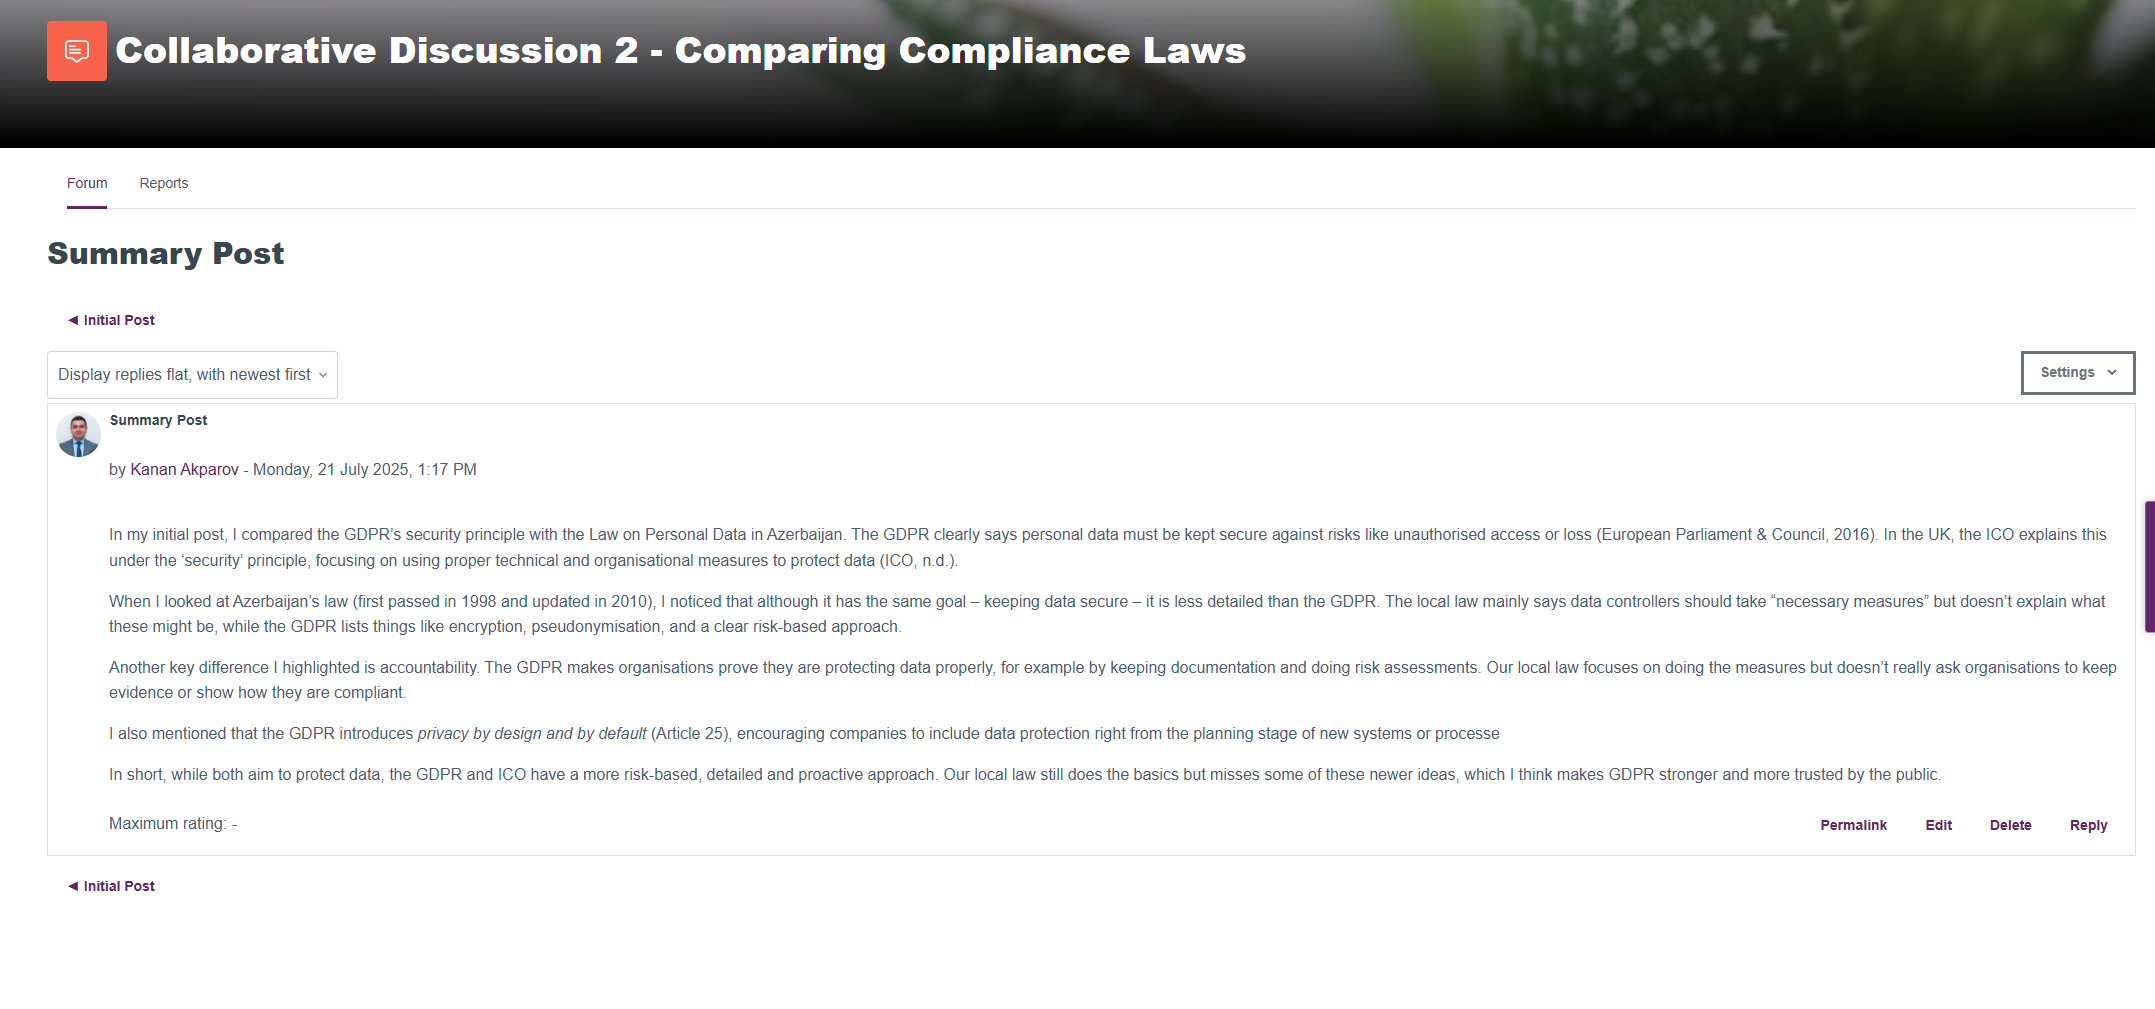 Collaborative Discussion 2 - Comparing Compliance Laws
Forum
Reports
Summary Post
◄ Initial Post
Display replies flat, with newest first
Settings
Summary Post
by Kanan Akparov - Monday, 21 July 2025, 1:17 PM
In my initial post, I compared the GDPR’s security principle with the Law on Personal Data in Azerbaijan. The GDPR clearly says personal data must be kept secure against risks like unauthorised access or loss (European Parliament & Council, 2016). In the UK, the ICO explains this
under the ‘security’ principle, focusing on using proper technical and organisational measures to protect data (ICO, n.d.).
When I looked at Azerbaijan’s law (first passed in 1998 and updated in 2010), I noticed that although it has the same goal – keeping data secure – it is less detailed than the GDPR. The local law mainly says data controllers should take “necessary measures” but doesn’t explain what
these might be, while the GDPR lists things like encryption, pseudonymisation, and a clear risk-based approach.
Another key difference I highlighted is accountability. The GDPR makes organisations prove they are protecting data properly, for example by keeping documentation and doing risk assessments. Our local law focuses on doing the measures but doesn’t really ask organisations to keep
evidence or show how they are compliant.
I also mentioned that the GDPR introduces privacy by design and by default (Article 25), encouraging companies to include data protection right from the planning stage of new systems or processe
In short, while both aim to protect data, the GDPR and ICO have a more risk-based, detailed and proactive approach. Our local law still does the basics but misses some of these newer ideas, which I think makes GDPR stronger and more trusted by the public.
Maximum rating: -
Permalink
Edit
Delete
Reply
◄ Initial Post